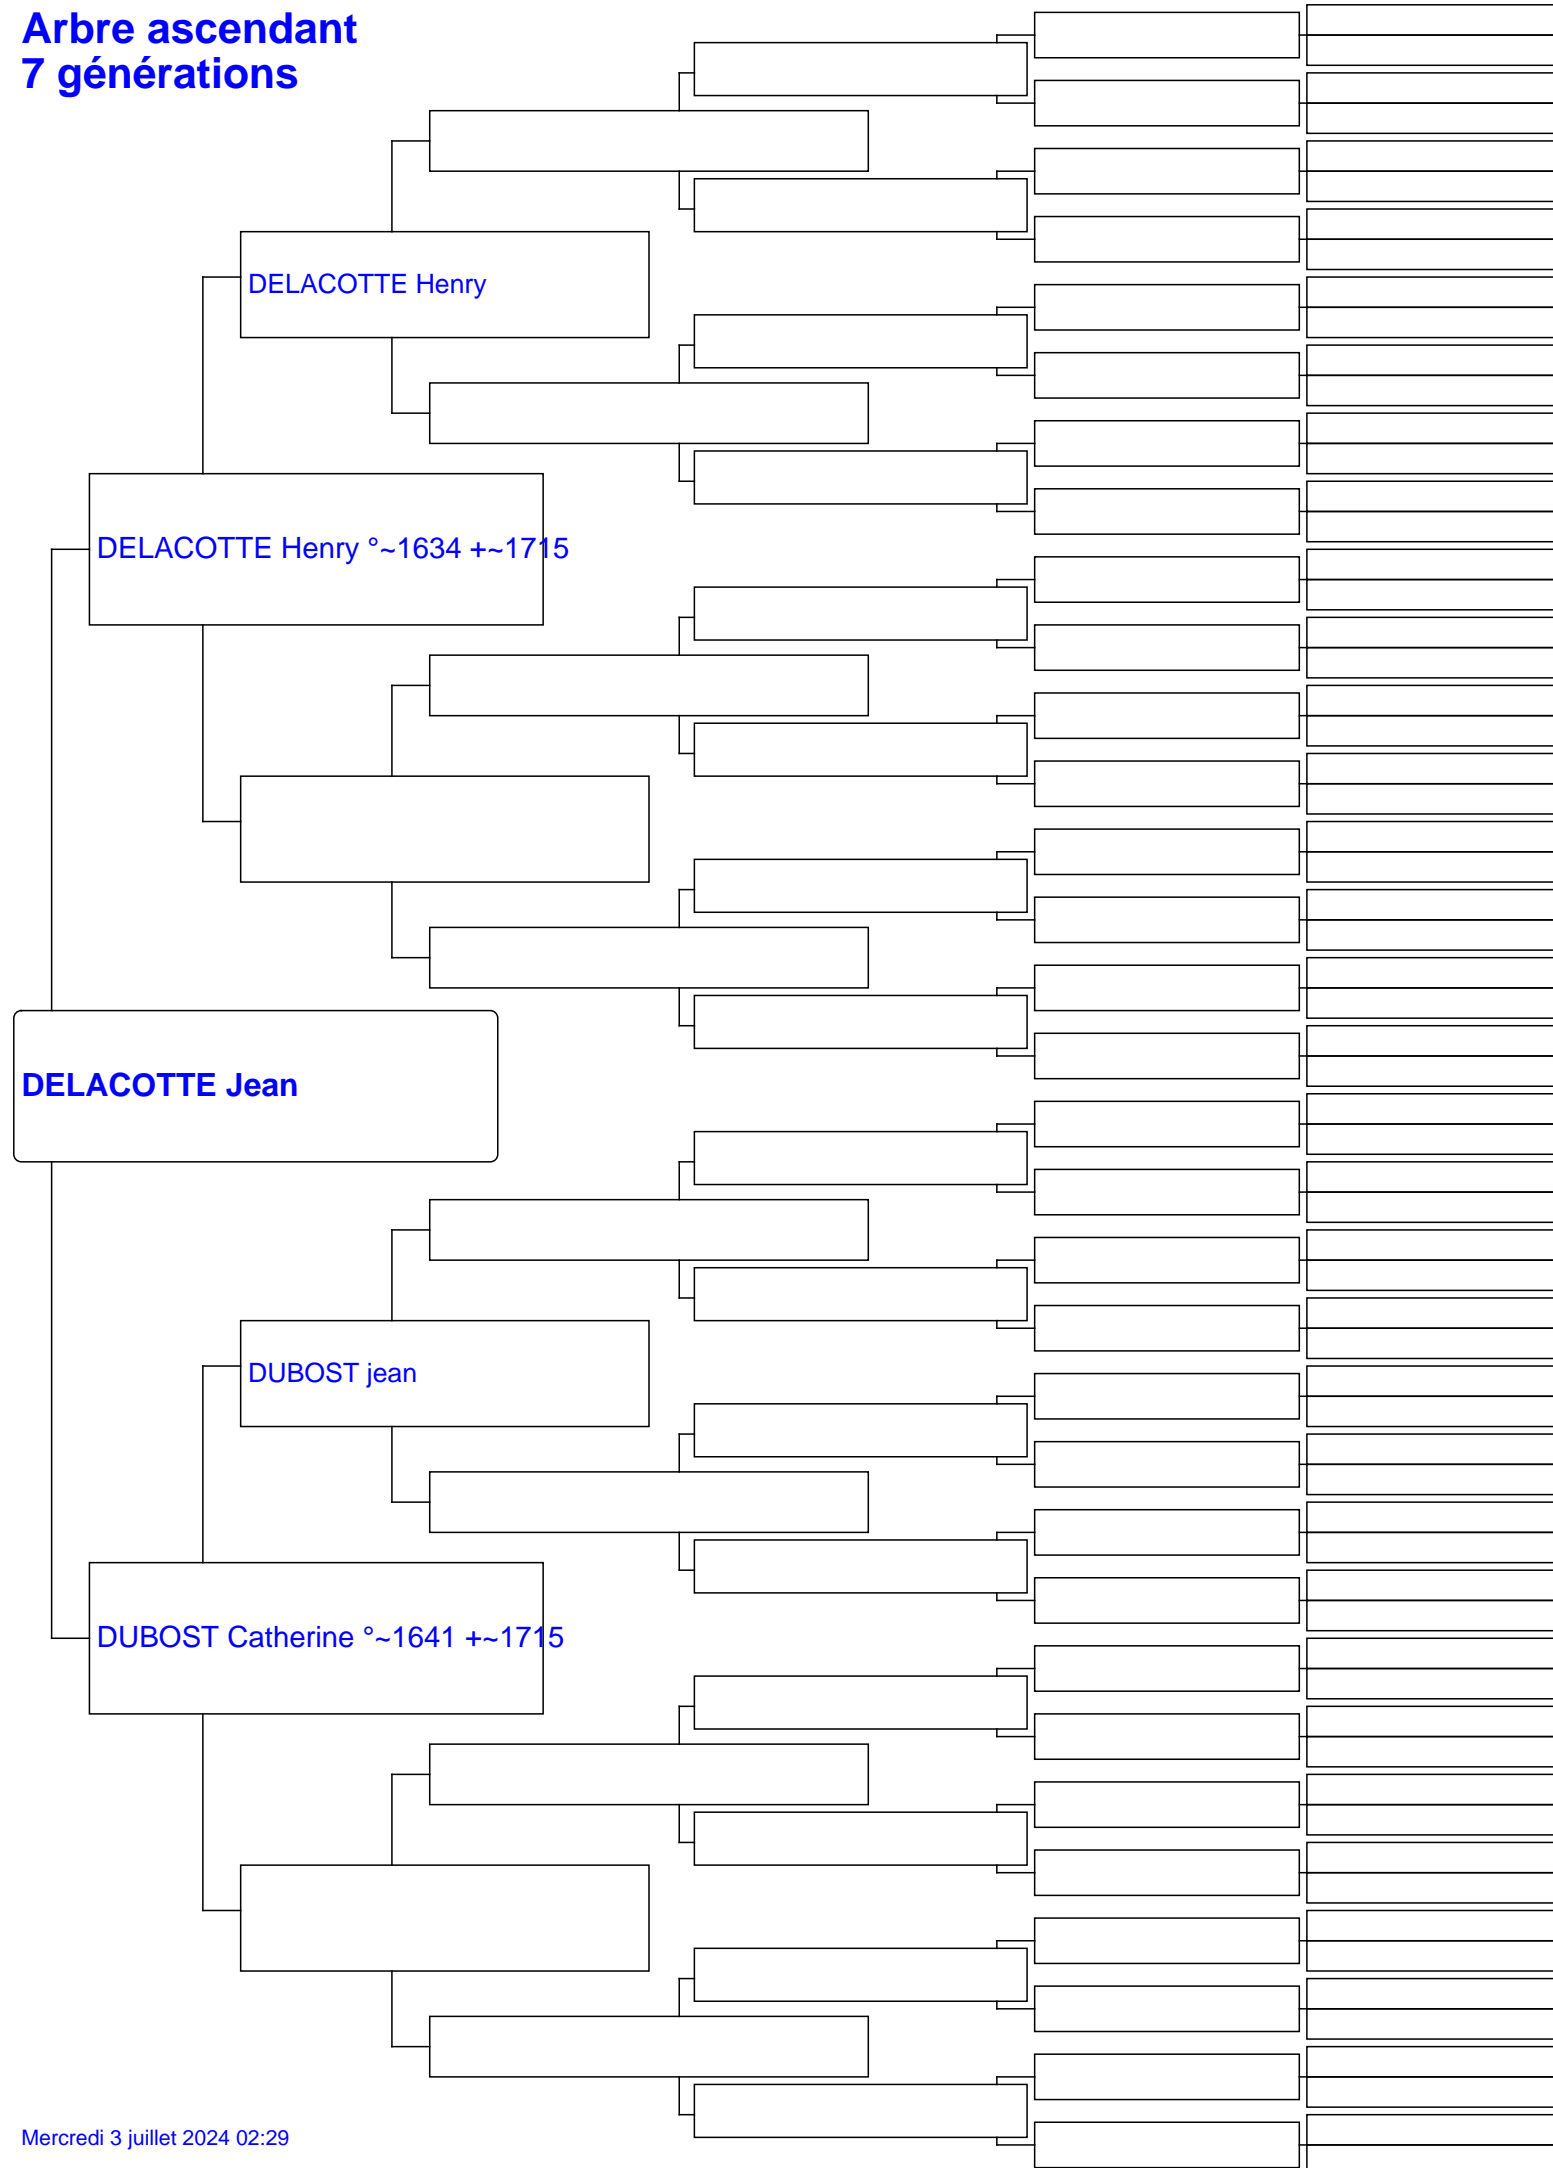 Arbre ascendant
7 générations
DELACOTTE Henry
DELACOTTE Henry °~1634 +~1715
DELACOTTE Jean
DUBOST jean
DUBOST Catherine °~1641 +~1715
Mercredi 3 juillet 2024 02:29